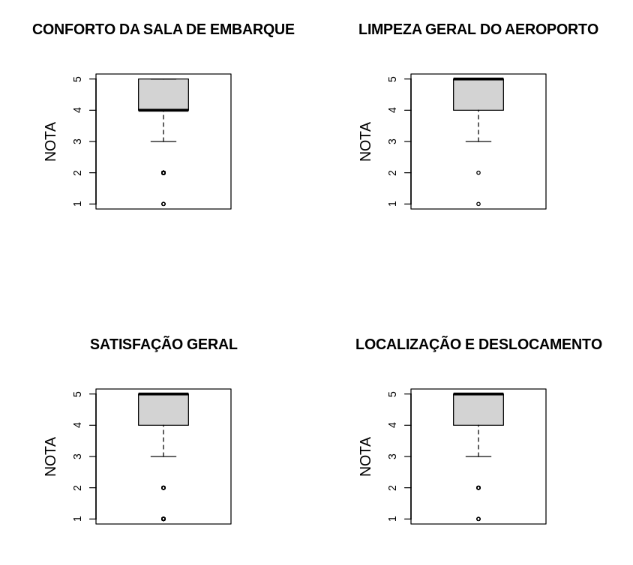 CONFORTO DA SALA DE EMBARQUE
NOTA
5
4
3
2
1
LIMPEZA GERAL DO AEROPORTO
NOTA
5
4
3
2
1
SATISFAÇÃO GERAL
NOTA
5
4
3
2
1
LOCALIZAÇÃO E DESLOCAMENTO
NOTA
5
4
3
2
1